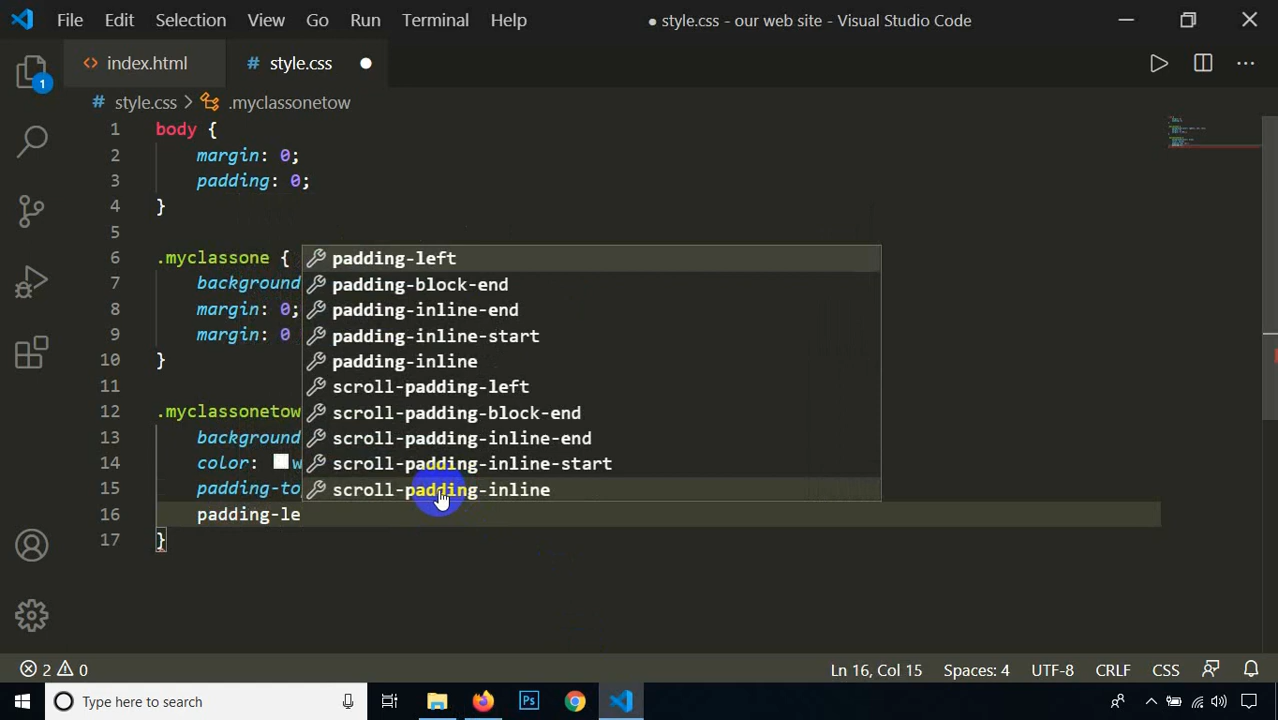 File Edit Selection View Go Run Terminal Help ● style.css - our web site - Visual Studio Code
index.html # style.css ●
# style.css > .myclassonetow
1 body {
2 margin: 0;
3 padding: 0;
4 }
5
6 .myclassone {
7 background
8 margin: 0;
9 margin: 0
10 }
11
12 .myclassonetow
13 background
14 color: w
15 padding-to
16 padding-le
17 }
padding-left
padding-block-end
padding-inline-end
padding-inline-start
padding-inline
scroll-padding-left
scroll-padding-block-end
scroll-padding-inline-end
scroll-padding-inline-start
scroll-padding-inline
1
2 0 Ln 16, Col 15 Spaces: 4 UTF-8 CRLF CSS
Type here to search Ps